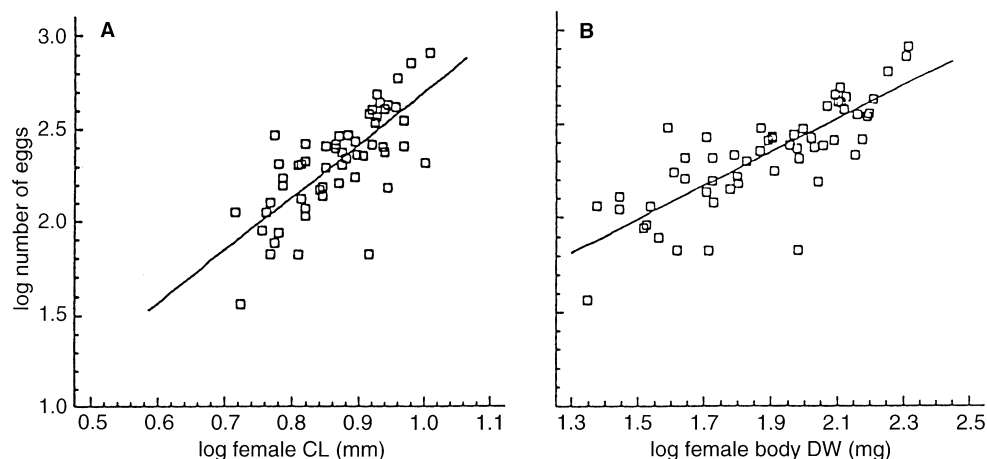 A
B
3.0
2.5
2.0
1.5
1.0
log number of eggs
0.5 0.6 0.7 0.8 0.9 1.0 1.1
1.3 1.5 1.7 1.9 2.1 2.3 2.5
log female CL (mm)
log female body DW (mg)